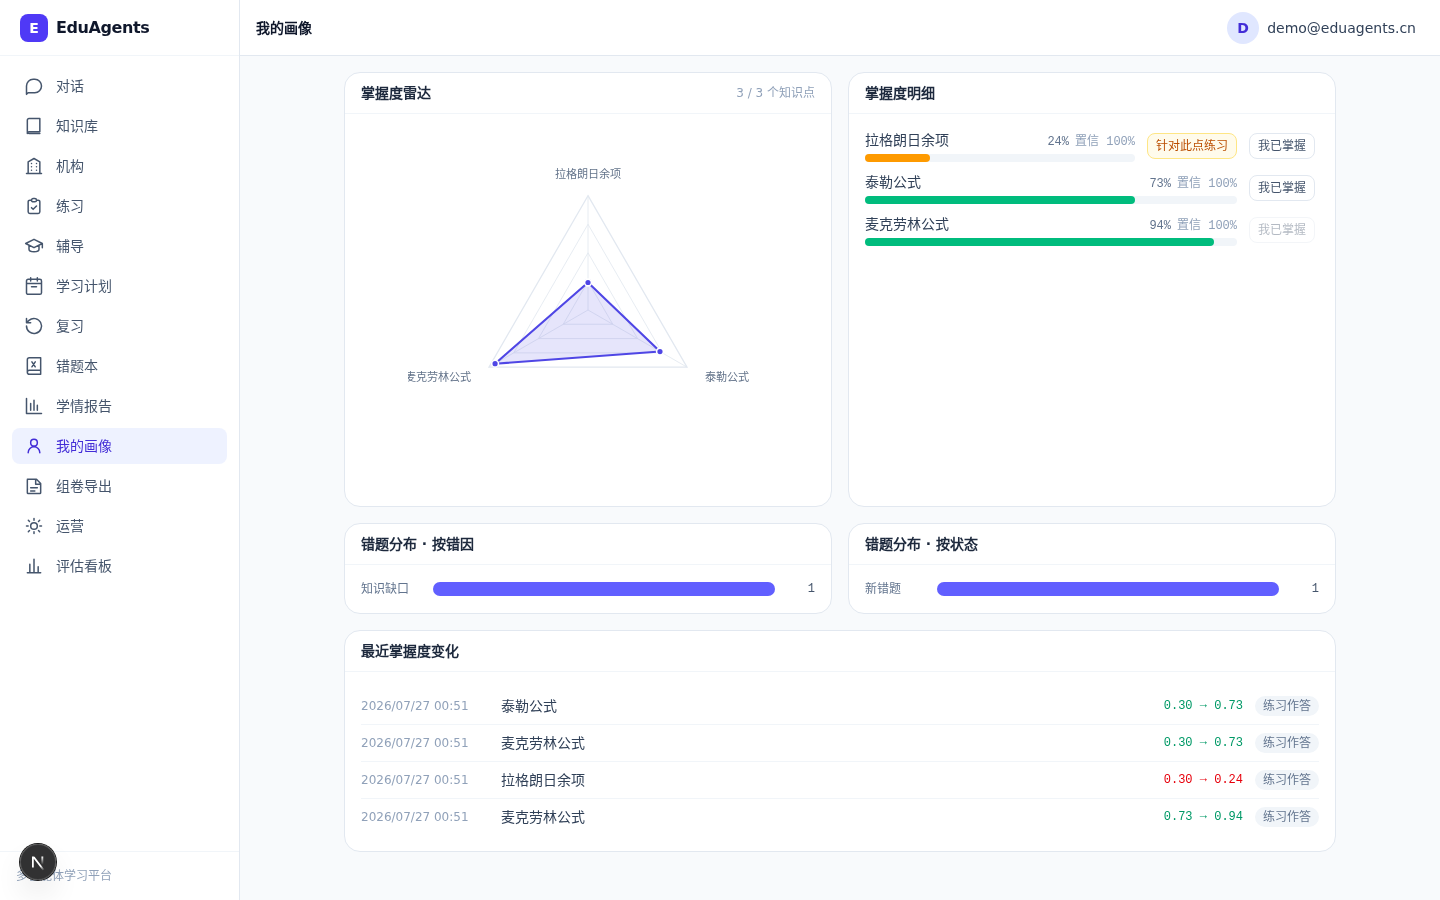 E EduAgents
我的画像
D demo@eduagents.cn
对话
知识库
机构
练习
辅导
学习计划
复习
错题本
学情报告
我的画像
组卷导出
运营
评估看板
N
体学习平台
掌握度雷达 3 / 3 个知识点
拉格朗日余项
麦克劳林公式 泰勒公式
掌握度明细
拉格朗日余项 24% 置信 100% 针对此点练习 我已掌握
泰勒公式 73% 置信 100% 我已掌握
麦克劳林公式 94% 置信 100% 我已掌握
错题分布 · 按错因
知识缺口 1
错题分布 · 按状态
新错题 1
最近掌握度变化
2026/07/27 00:51 泰勒公式 0.30 → 0.73 练习作答
2026/07/27 00:51 麦克劳林公式 0.30 → 0.73 练习作答
2026/07/27 00:51 拉格朗日余项 0.30 → 0.24 练习作答
2026/07/27 00:51 麦克劳林公式 0.73 → 0.94 练习作答